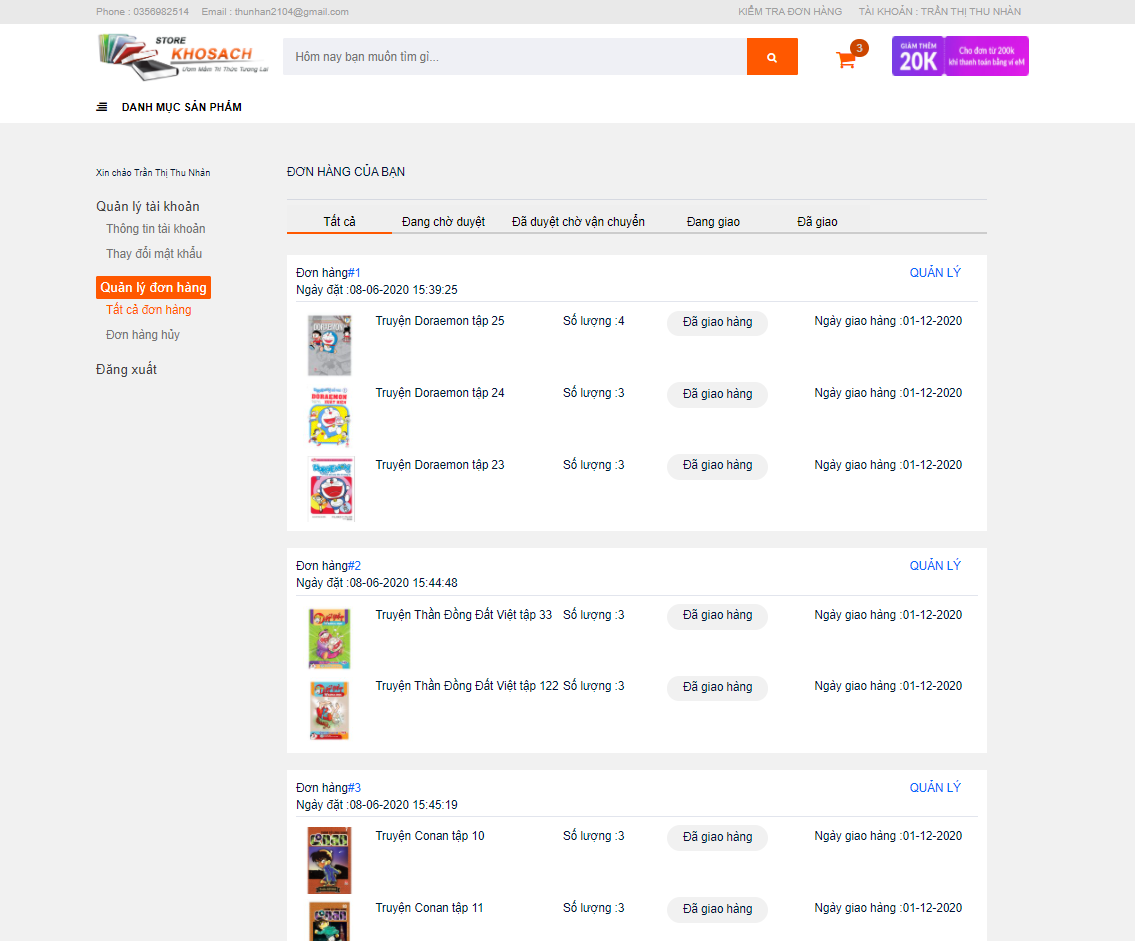 Phone : 0356982514 Email : thunhan2104@gmail.com KIỂM TRA ĐƠN HÀNG TÀI KHOẢN : TRẦN THỊ THU NHÀN
STORE
KHOSACH
Ươm Mầm Tri Thức Tương Lai
Hôm nay bạn muốn tìm gì...
3
GIẢM THÊM
20K
Cho đơn từ 200k
khi thanh toán bằng ví eM
DANH MỤC SẢN PHẨM
Xin chào Trần Thị Thu Nhàn
Quản lý tài khoản
Thông tin tài khoản
Thay đổi mật khẩu
Quản lý đơn hàng
Tất cả đơn hàng
Đơn hàng hủy
Đăng xuất
ĐƠN HÀNG CỦA BẠN
Tất cả Đang chờ duyệt Đã duyệt chờ vận chuyển Đang giao Đã giao
Đơn hàng#1 QUẢN LÝ
Ngày đặt :08-06-2020 15:39:25
Truyện Doraemon tập 25 Số lượng :4 Đã giao hàng Ngày giao hàng :01-12-2020
DORAEMON
Truyện Doraemon tập 24 Số lượng :3 Đã giao hàng Ngày giao hàng :01-12-2020
DORAEMON
Truyện Doraemon tập 23 Số lượng :3 Đã giao hàng Ngày giao hàng :01-12-2020
Đơn hàng#2 QUẢN LÝ
Ngày đặt :08-06-2020 15:44:48
Truyện Thần Đồng Đất Việt tập 33 Số lượng :3 Đã giao hàng Ngày giao hàng :01-12-2020
Truyện Thần Đồng Đất Việt tập 122 Số lượng :3 Đã giao hàng Ngày giao hàng :01-12-2020
Đơn hàng#3 QUẢN LÝ
Ngày đặt :08-06-2020 15:45:19
Truyện Conan tập 10 Số lượng :3 Đã giao hàng Ngày giao hàng :01-12-2020
CONAN
Truyện Conan tập 11 Số lượng :3 Đã giao hàng Ngày giao hàng :01-12-2020
CONAN